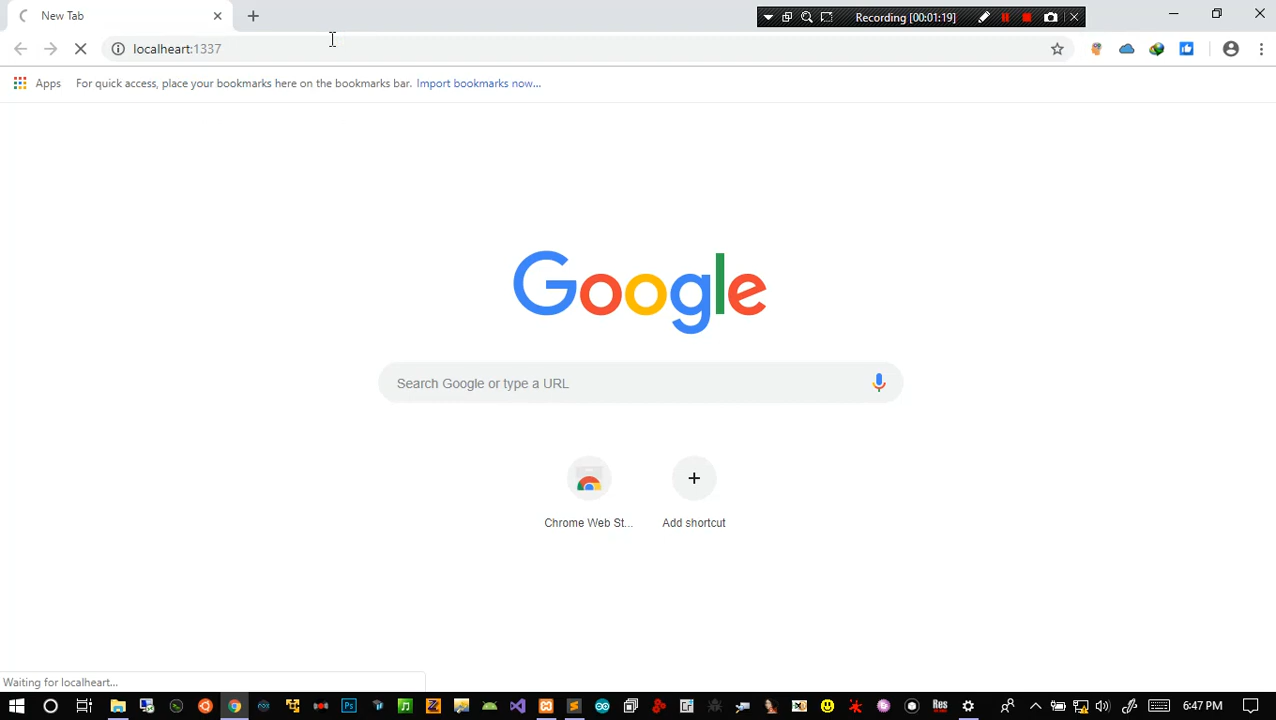 New Tab
Recording [00:01:19]
localheart:1337
Apps
For quick access, place your bookmarks here on the bookmarks bar. Import bookmarks now...
Google
Search Google or type a URL
Chrome Web St...
Add shortcut
Waiting for localheart...
Ps
Res
6:47 PM